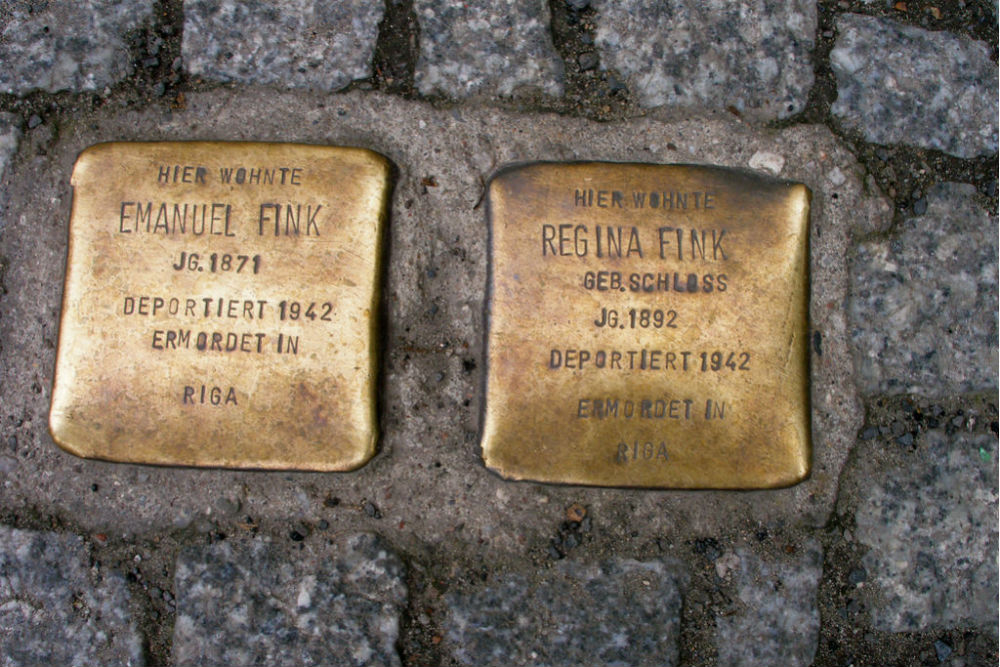 HIER WOHNTE
EMANUEL FINK
JG. 1871
DEPORTIERT 1942
ERMORDET IN
RIGA
HIER WOHNTE
REGINA FINK
GEB. SCHLOSS
JG. 1892
DEPORTIERT 1942
ERMORDET IN
RIGA